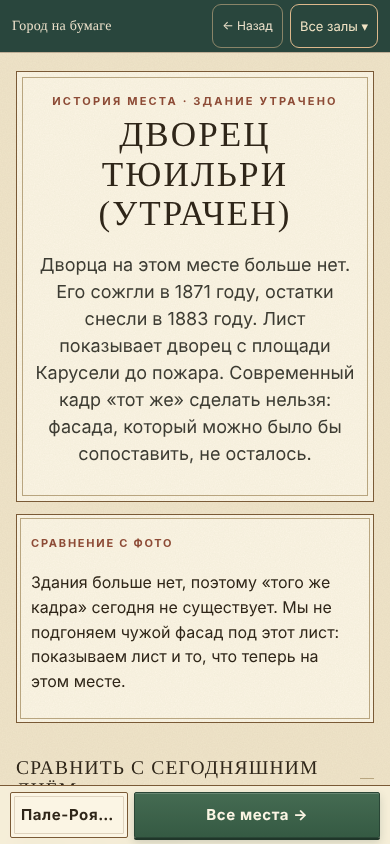 Город на бумаге
← Назад
Все залы ▾
ИСТОРИЯ МЕСТА · ЗДАНИЕ УТРАЧЕНО
ДВОРЕЦ
ТЮИЛЬРИ
(УТРАЧЕН)
Дворца на этом месте больше нет.
Его сожгли в 1871 году, остатки
снесли в 1883 году. Лист
показывает дворец с площади
Карусели до пожара. Современный
кадр «тот же» сделать нельзя:
фасада, который можно было бы
сопоставить, не осталось.
СРАВНЕНИЕ С ФОТО
Здания больше нет, поэтому «того же
кадра» сегодня не существует. Мы не
подгоняем чужой фасад под этот лист:
показываем лист и то, что теперь на
этом месте.
СРАВНИТЬ С СЕГОДНЯШНИМ
Пале-Роя...
Все места →